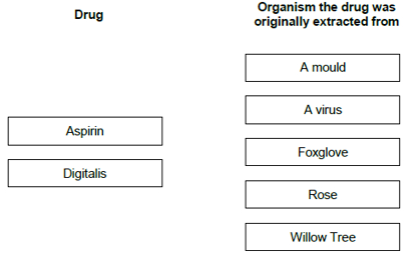 Drug
Organism the drug was
originally extracted from
A mould
A virus
Aspirin
Foxglove
Digitalis
Rose
Willow Tree